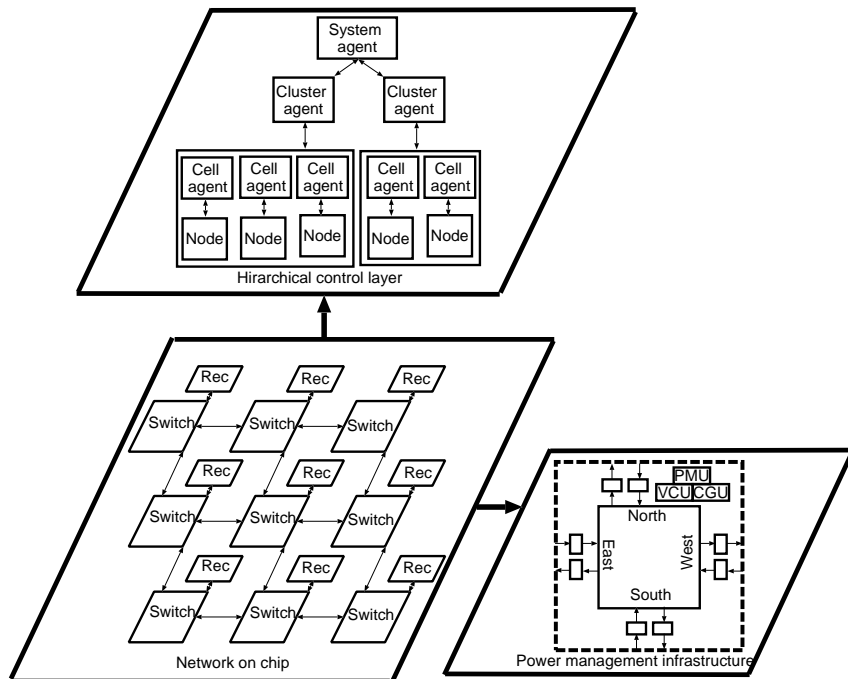 System
agent
Cluster
agent
Cluster
agent
Cell
agent
Cell
agent
Cell
agent
Cell
agent
Cell
agent
Node
Node
Node
Node
Node
Hirarchical control layer
Rec
Rec
Rec
Switch
Switch
Switch
Rec
Rec
Rec
Switch
Switch
Switch
Rec
Rec
Rec
Switch
Switch
Switch
Network on chip
PMU
VCU
CGU
North
East
West
South
Power management infrastructure